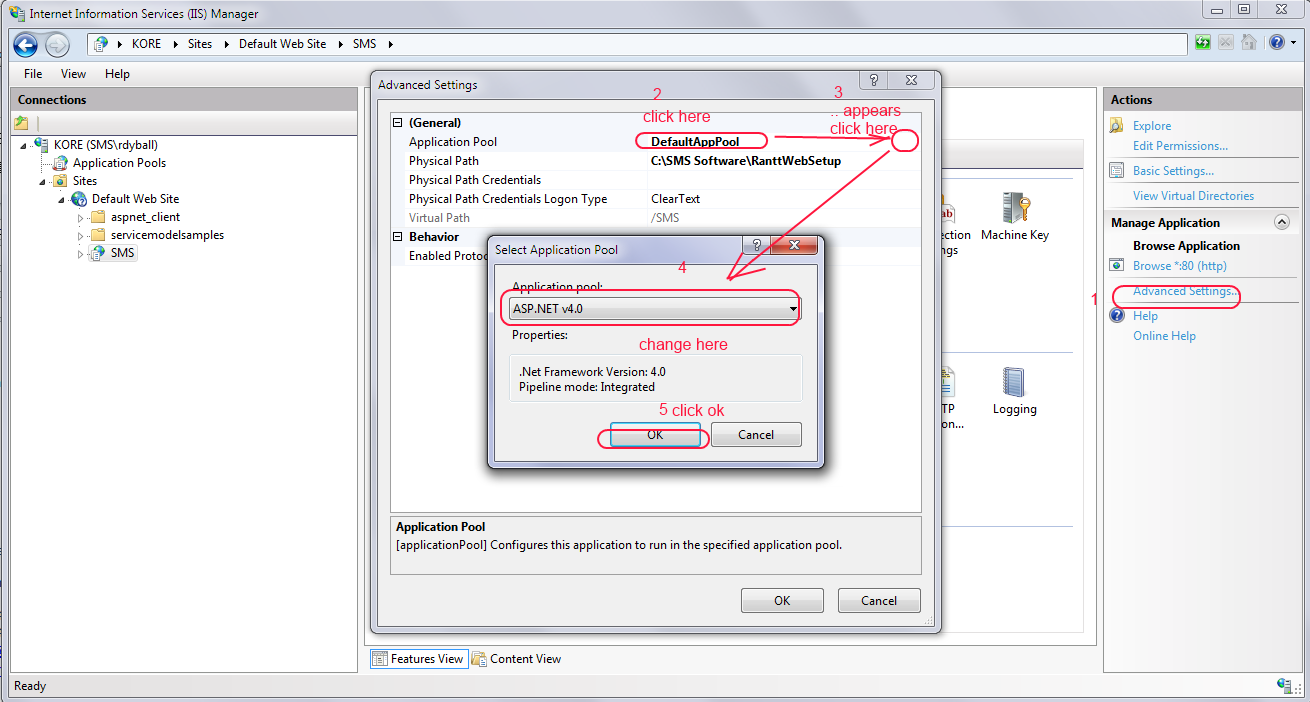 Internet Information Services (IIS) Manager
KORE Sites Default Web Site SMS
File View Help
Connections
KORE (SMS\rdyball)
Application Pools
Sites
Default Web Site
aspnet_client
servicemodelsamples
SMS
Advanced Settings
2
click here
3
.. appears
click here
(General)
Application Pool DefaultAppPool
Physical Path C:\SMS Software\RanttWebSetup
Physical Path Credentials
Physical Path Credentials Logon Type ClearText
Virtual Path /SMS
Behavior
Enabled Protoc
Select Application Pool
4
Application pool:
ASP.NET v4.0
Properties:
change here
.Net Framework Version: 4.0
Pipeline mode: Integrated
5 click ok
OK Cancel
Application Pool
[applicationPool] Configures this application to run in the specified application pool.
OK Cancel
ab
ection
ngs
Machine Key
TP
on...
Logging
Features View Content View
Actions
Explore
Edit Permissions...
Basic Settings...
View Virtual Directories
Manage Application
Browse Application
Browse *:80 (http)
1
Advanced Settings...
Help
Online Help
Ready